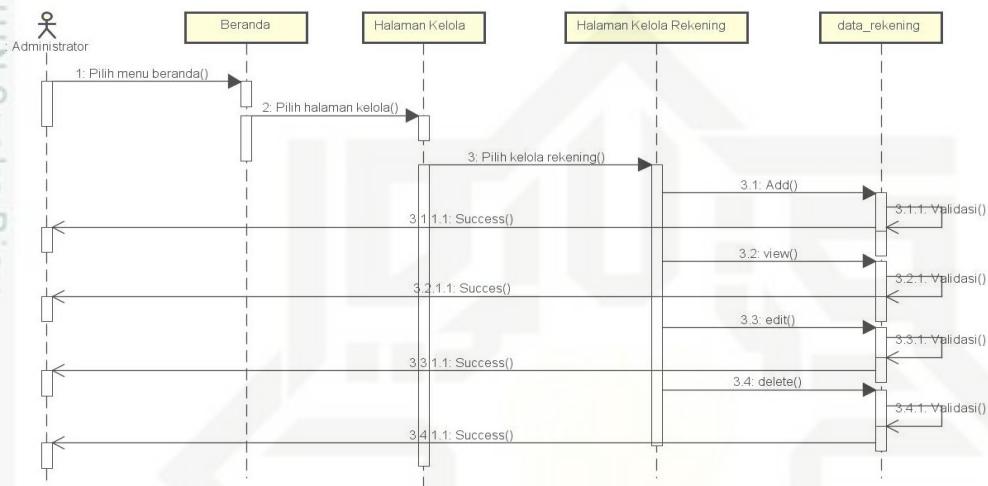 Beranda
Halaman Kelola
Halaman Kelola Rekening
data_rekening
: Administrator
1: Pilih menu beranda()
2: Pilih halaman kelola()
3: Pilih kelola rekening()
3.1: Add()
3.1.1: Validasi()
3.1.1.1: Success()
3.2: view()
3.2.1: Validasi()
3.2.1.1: Succes()
3.3: edit()
3.3.1: Validasi()
3.3.1.1: Success()
3.4: delete()
3.4.1: Validasi()
3.4.1.1: Success()